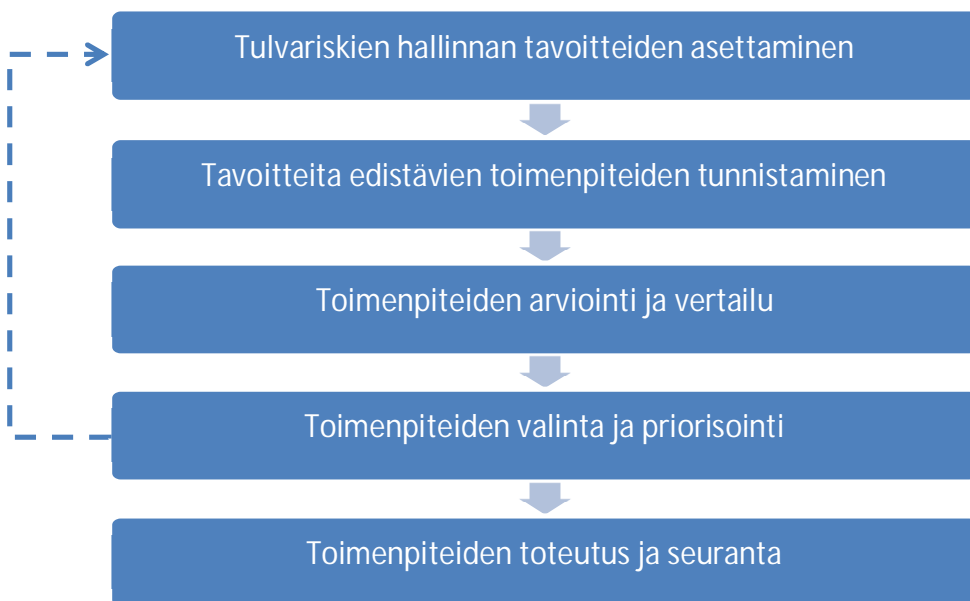 Tulvariskien hallinnan tavoitteiden asettaminen
Tavoitteita edistävien toimenpiteiden tunnistaminen
Toimenpiteiden arviointi ja vertailu
Toimenpiteiden valinta ja priorisointi
Toimenpiteiden toteutus ja seuranta